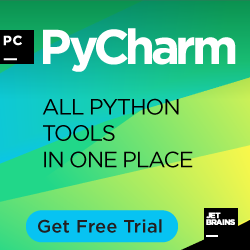 PC
PyCharm
ALL PYTHON
TOOLS
IN ONE PLACE
Get Free Trial
JET
BRAINS